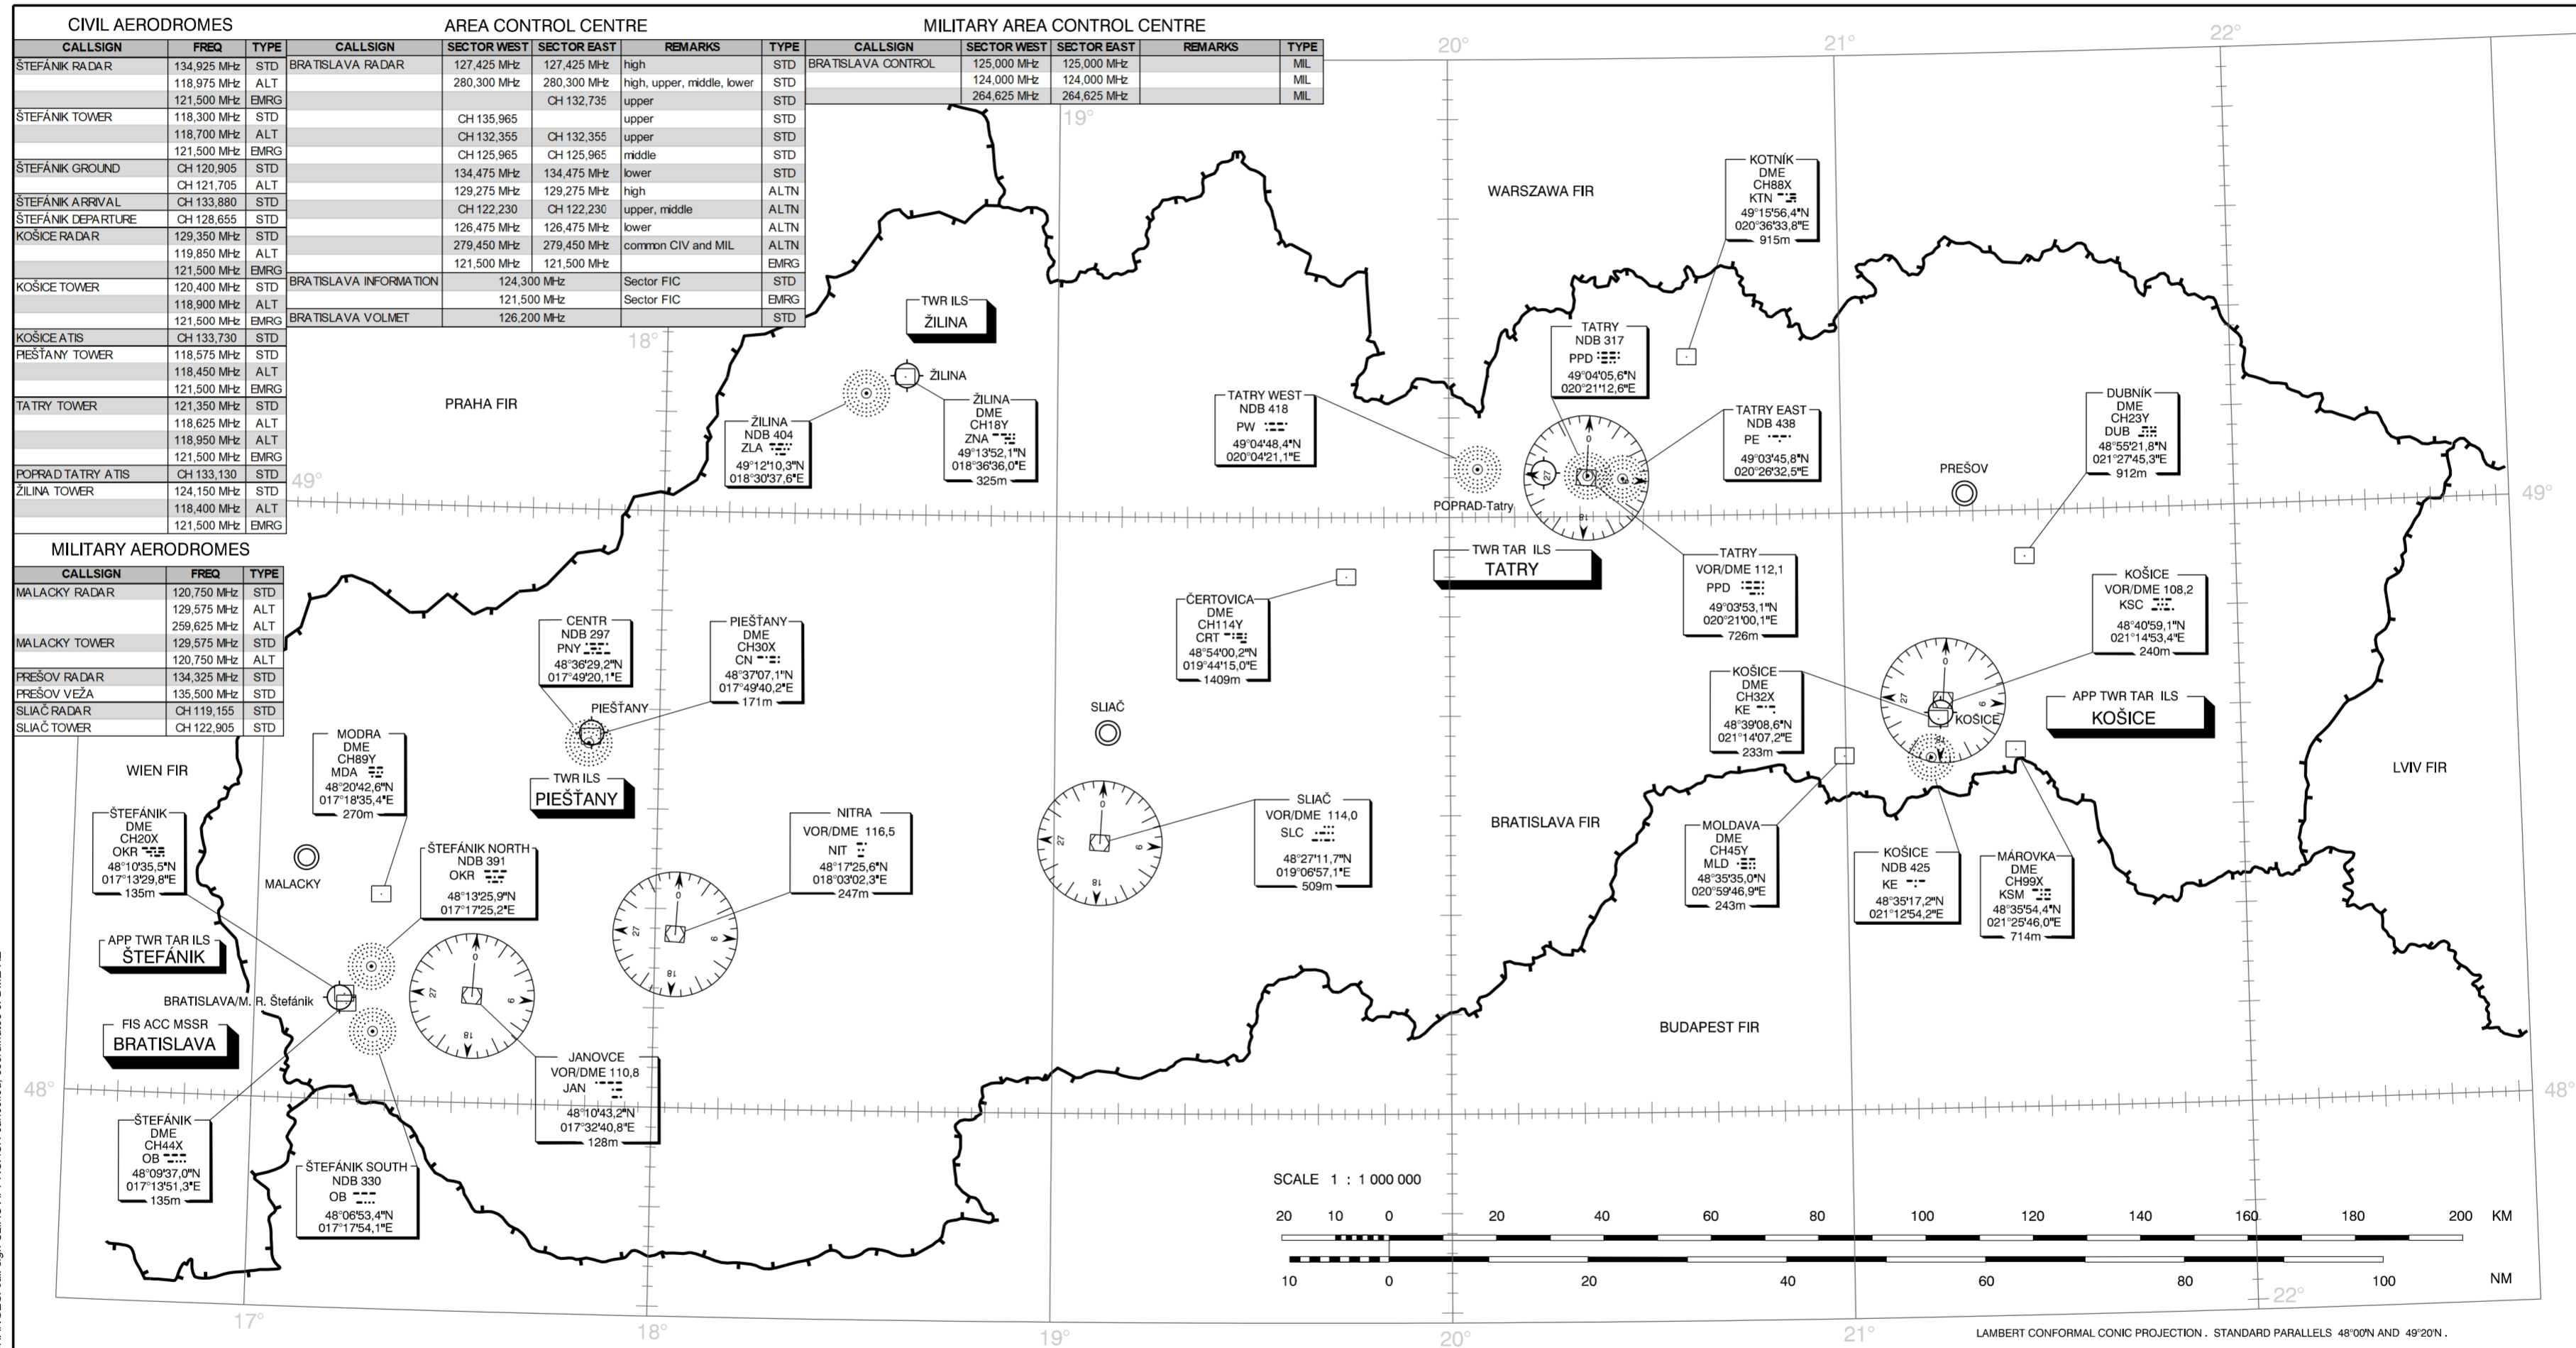 CIVIL AERODROMES
CALLSIGN FREQ TYPE
ŠTEFÁNIK RADAR 134,925 MHz STD
118,975 MHz ALT
121,500 MHz EMRG
ŠTEFÁNIK TOWER 118,300 MHz STD
118,700 MHz ALT
121,500 MHz EMRG
ŠTEFÁNIK GROUND CH 120,905 STD
CH 121,705 ALT
ŠTEFÁNIK ARRIVAL CH 133,880 STD
ŠTEFÁNIK DEPARTURE CH 128,655 STD
KOŠICE RADAR 129,350 MHz STD
119,850 MHz ALT
121,500 MHz EMRG
KOŠICE TOWER 120,400 MHz STD
118,900 MHz ALT
121,500 MHz EMRG
KOŠICE ATIS CH 133,730 STD
PIEŠŤANY TOWER 118,575 MHz STD
118,450 MHz ALT
121,500 MHz EMRG
TATRY TOWER 121,350 MHz STD
118,625 MHz ALT
118,950 MHz ALT
121,500 MHz EMRG
POPRAD TATRY ATIS CH 133,130 STD
ŽILINA TOWER 124,150 MHz STD
118,400 MHz ALT
121,500 MHz EMRG
MILITARY AERODROMES
CALLSIGN FREQ TYPE
MALACKY RADAR 120,750 MHz STD
129,575 MHz ALT
259,625 MHz ALT
MALACKY TOWER 129,575 MHz STD
120,750 MHz ALT
PREŠOV RADAR 134,325 MHz STD
PREŠOV VEŽA 135,500 MHz STD
SLIAČ RADAR CH 119,155 STD
SLIAČ TOWER CH 122,905 STD
AREA CONTROL CENTRE
CALLSIGN SECTOR WEST SECTOR EAST REMARKS TYPE
BRATISLAVA RADAR 127,425 MHz 127,425 MHz high STD
280,300 MHz 280,300 MHz high, upper, middle, lower STD
CH 132,735 upper STD
CH 135,965 upper STD
CH 132,355 CH 132,355 upper STD
CH 125,965 CH 125,965 middle STD
134,475 MHz 134,475 MHz lower STD
129,275 MHz 129,275 MHz high ALTN
CH 122,230 CH 122,230 upper, middle ALTN
126,475 MHz 126,475 MHz lower ALTN
279,450 MHz 279,450 MHz common CIV and MIL ALTN
121,500 MHz 121,500 MHz EMRG
BRATISLAVA INFORMATION 124,300 MHz Sector FIC STD
121,500 MHz Sector FIC EMRG
BRATISLAVA VOLMET 126,200 MHz STD
MILITARY AREA CONTROL CENTRE
CALLSIGN SECTOR WEST SECTOR EAST REMARKS TYPE
BRATISLAVA CONTROL 125,000 MHz 125,000 MHz MIL
124,000 MHz 124,000 MHz MIL
264,625 MHz 264,625 MHz MIL
20°
21°
22°
19°
18°
49°
49°
WARSZAWA FIR
PRAHA FIR
KOTNÍK
DME
CH88X
KTN
49°15'56,4"N
020°36'33,8"E
915m
TWR ILS
ŽILINA
ŽILINA
ŽILINA
NDB 404
ZLA
49°12'10,3"N
018°30'37,6"E
ŽILINA
DME
CH18Y
ZNA
49°13'52,1"N
018°36'36,0"E
325m
TATRY WEST
NDB 418
PW
49°04'48,4"N
020°04'21,1"E
TATRY
NDB 317
PPD
49°04'05,6"N
020°21'12,6"E
TATRY EAST
NDB 438
PE
49°03'45,8"N
020°26'32,5"E
0
27
9
18
POPRAD-Tatry
TWR TAR ILS
TATRY
TATRY
VOR/DME 112,1
PPD
49°03'53,1"N
020°21'00,1"E
726m
PREŠOV
DUBNÍK
DME
CH23Y
DUB
48°55'21,8"N
021°27'45,3"E
912m
ČERTOVICA
DME
CH114Y
CRT
48°54'00,2"N
019°44'15,0"E
1409m
KOŠICE
VOR/DME 108,2
KSC
48°40'59,1"N
021°14'53,4"E
240m
KOŠICE
DME
CH32X
KE
48°39'08,6"N
021°14'07,2"E
233m
0
27
9
18
KOŠICE
APP TWR TAR ILS
KOŠICE
CENTR
NDB 297
PNY
48°36'29,2"N
017°49'20,1"E
PIEŠŤANY
DME
CH30X
CN
48°37'07,1"N
017°49'40,2"E
171m
PIEŠŤANY
TWR ILS
PIEŠŤANY
SLIAČ
0
27
9
18
SLIAČ
VOR/DME 114,0
SLC
48°27'11,7"N
019°06'57,1"E
509m
MODRA
DME
CH89Y
MDA
48°20'42,6"N
017°18'35,4"E
270m
WIEN FIR
ŠTEFÁNIK
DME
CH20X
OKR
48°10'35,5"N
017°13'29,8"E
135m
MALACKY
ŠTEFÁNIK NORTH
NDB 391
OKR
48°13'25,9"N
017°17'25,2"E
NITRA
VOR/DME 116,5
NIT
48°17'25,6"N
018°03'02,3"E
247m
0
27
9
18
BRATISLAVA FIR
MOLDAVA
DME
CH45Y
MLD
48°35'35,0"N
020°59'46,9"E
243m
KOŠICE
NDB 425
KE
48°35'17,2"N
021°12'54,2"E
MÁROVKA
DME
CH99X
KSM
48°35'54,4"N
021°25'46,0"E
714m
LVIV FIR
APP TWR TAR ILS
ŠTEFÁNIK
BRATISLAVA/M. R. Štefánik
FIS ACC MSSR
BRATISLAVA
0
27
9
18
JANOVCE
VOR/DME 110,8
JAN
48°10'43,2"N
017°32'40,8"E
128m
BUDAPEST FIR
48°
48°
ŠTEFÁNIK
DME
CH44X
OB
48°09'37,0"N
017°13'51,3"E
135m
ŠTEFÁNIK SOUTH
NDB 330
OB
48°06'53,4"N
017°17'54,1"E
SCALE 1 : 1 000 000
20 10 0 20 40 60 80 100 120 140 160 180 200 KM
10 0 20 40 60 80 100 NM
17°
18°
19°
20°
21°
22°
LAMBERT CONFORMAL CONIC PROJECTION. STANDARD PARALLELS 48°00'N AND 49°20'N.